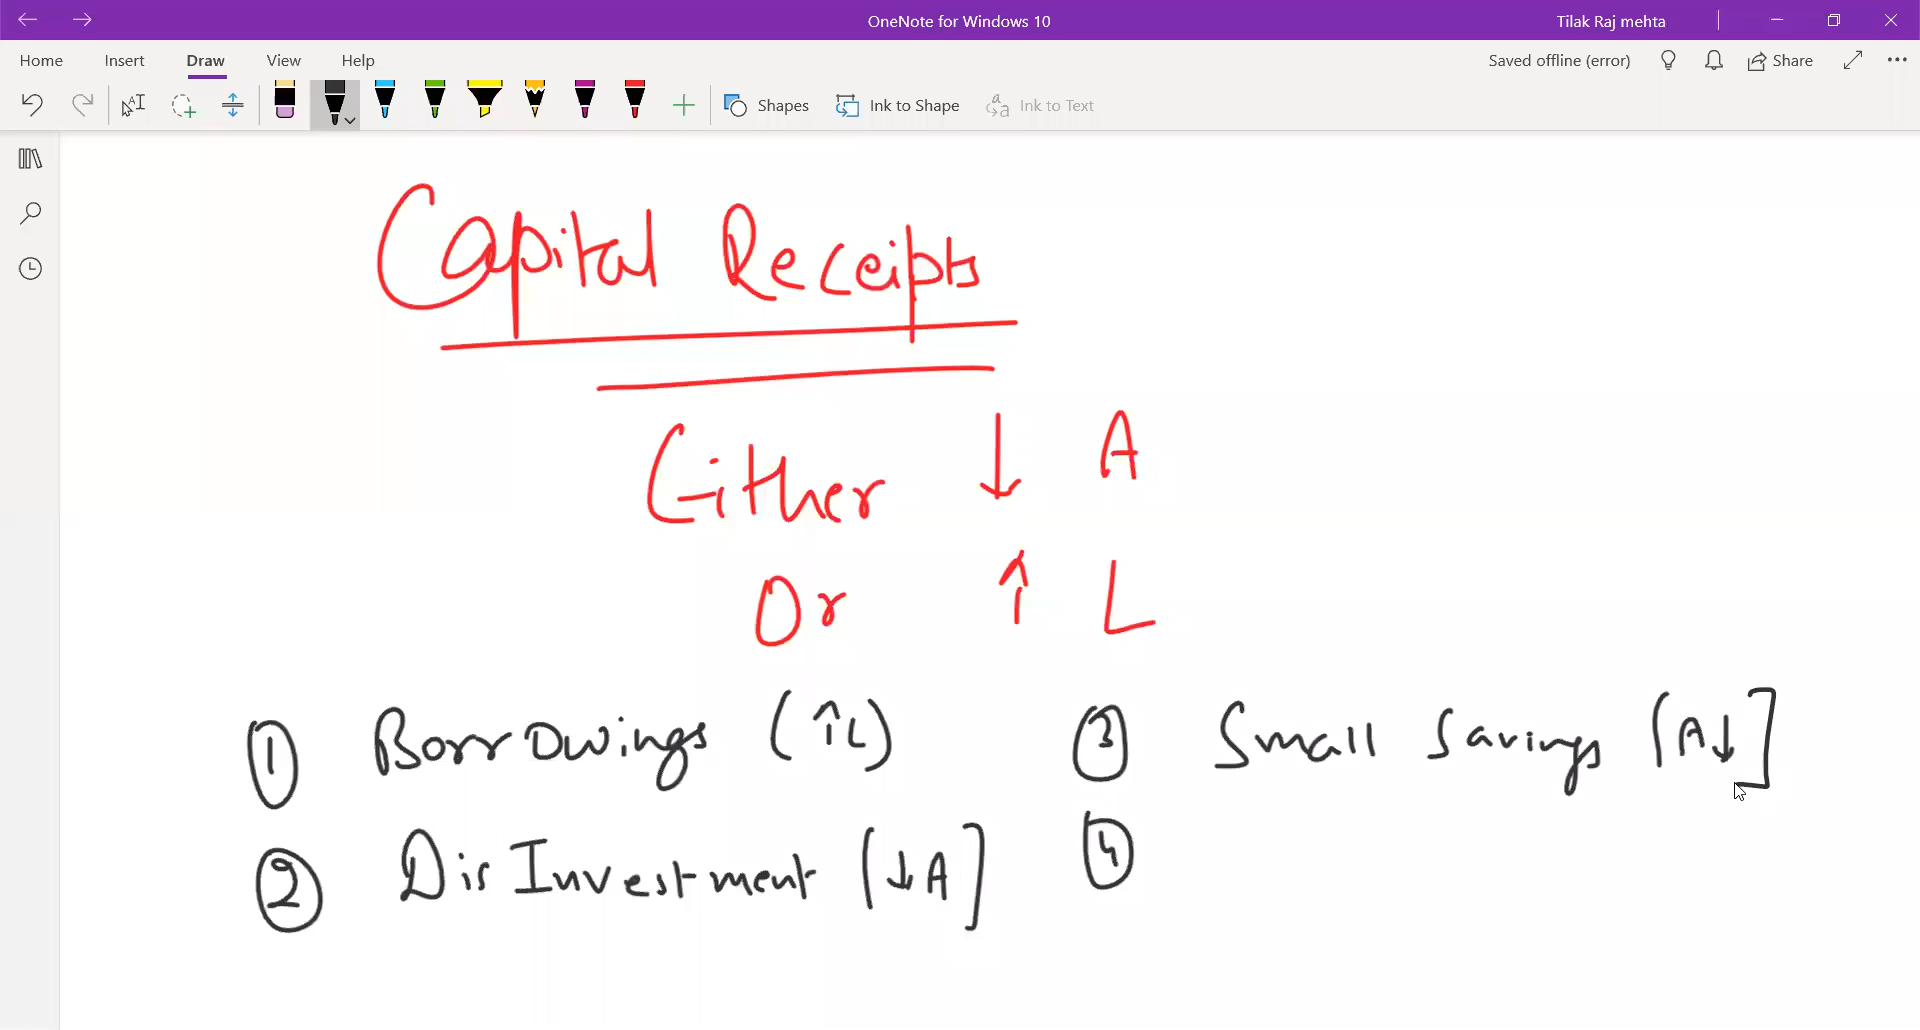 OneNote for Windows 10
Tilak Raj mehta
Home Insert Draw View Help
Saved offline (error) Share
Shapes Ink to Shape Ink to Text
Capital Receipts
Either ↓ A
Or ↑ L
① Borrowings (↑L)
② Dis Investment [↓A]
③ Small Savings [A↓]
④